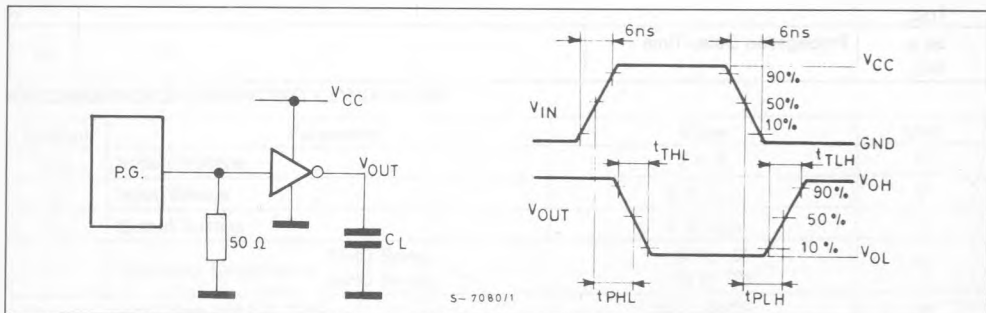 P.G.
50 Ω
V_CC
V_OUT
C_L
S-7080/1
6ns
6ns
V_CC
90%
50%
10%
V_IN
GND
t_THL
t_TLH
V_OH
90%
V_OUT
50%
10%
V_OL
t_PHL
t_PLH